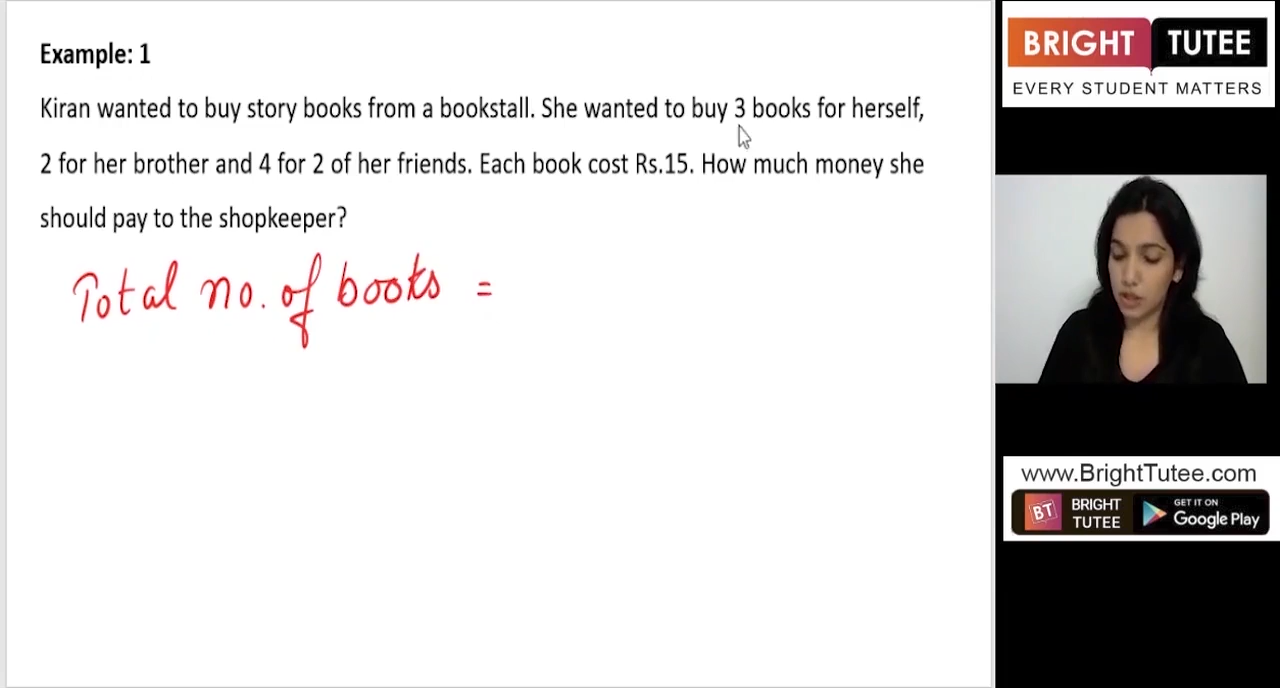 Example: 1
Kiran wanted to buy story books from a bookstall. She wanted to buy 3 books for herself,
2 for her brother and 4 for 2 of her friends. Each book cost Rs.15. How much money she
should pay to the shopkeeper?
Total no. of books =
BRIGHT TUTEE
EVERY STUDENT MATTERS
www.BrightTutee.com
BT BRIGHT TUTEE
GET IT ON
Google Play